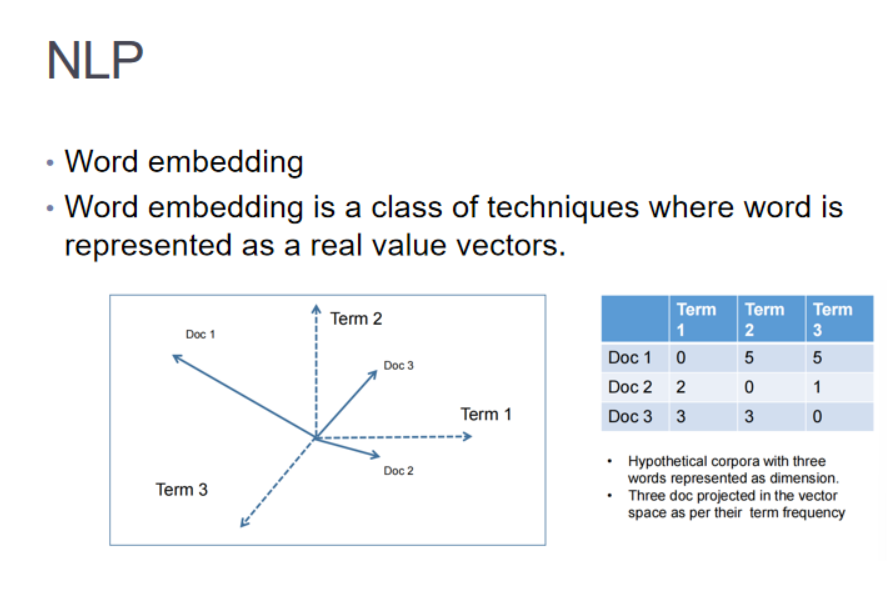 NLP
• Word embedding
• Word embedding is a class of techniques where word is
represented as a real value vectors.
Term 2
Doc 1
Doc 3
Term 1
Doc 2
Term 3
Term 1 Term 2 Term 3
Doc 1 0 5 5
Doc 2 2 0 1
Doc 3 3 3 0
• Hypothetical corpora with three
words represented as dimension.
• Three doc projected in the vector
space as per their term frequency